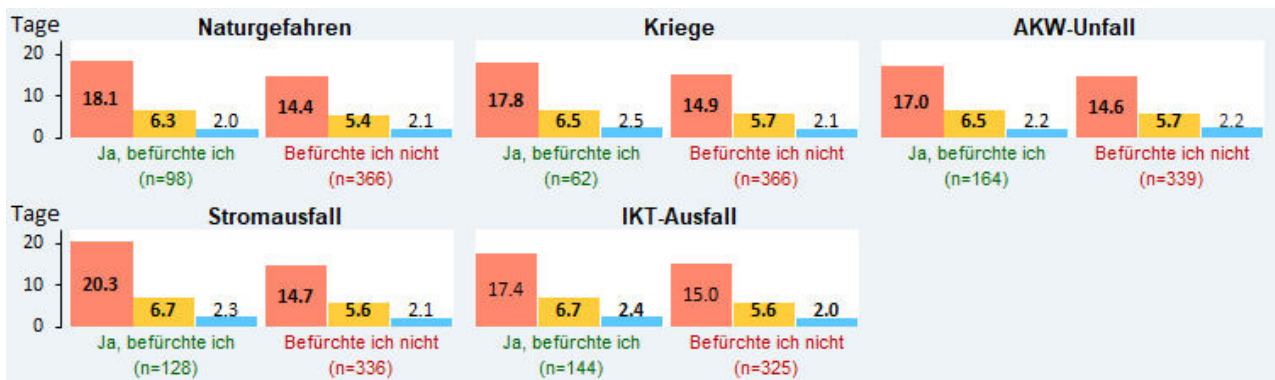 Tage Naturgefahren Kriege AKW-Unfall
20
10
0
18.1 6.3 2.0 14.4 5.4 2.1 17.8 6.5 2.5 14.9 5.7 2.1 17.0 6.5 2.2 14.6 5.7 2.2
Ja, befürchte ich Befürchte ich nicht Ja, befürchte ich Befürchte ich nicht Ja, befürchte ich Befürchte ich nicht
(n=98) (n=366) (n=62) (n=366) (n=164) (n=339)
Tage Stromausfall IKT-Ausfall
20
10
0
20.3 6.7 2.3 14.7 5.6 2.1 17.4 6.7 2.4 15.0 5.6 2.0
Ja, befürchte ich Befürchte ich nicht Ja, befürchte ich Befürchte ich nicht
(n=128) (n=336) (n=144) (n=325)